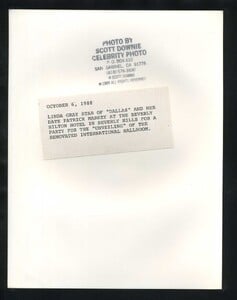 PHOTO BY
SCOTT DOWNIE
CELEBRITY PHOTO
SAN GABRIEL, CA 91778
OCTOBER 6, 1988
LINDA GRAY STAR OF "DALLAS" AND HER
DATE PATRICK MARKEY AT THE BEVERLY
HILTON HOTEL IN BEVERLY HILLS FOR A
PARTY FOR THE "UNVEILING" OF THE
RENOVATED INTERNATIONAL BALLROOM.